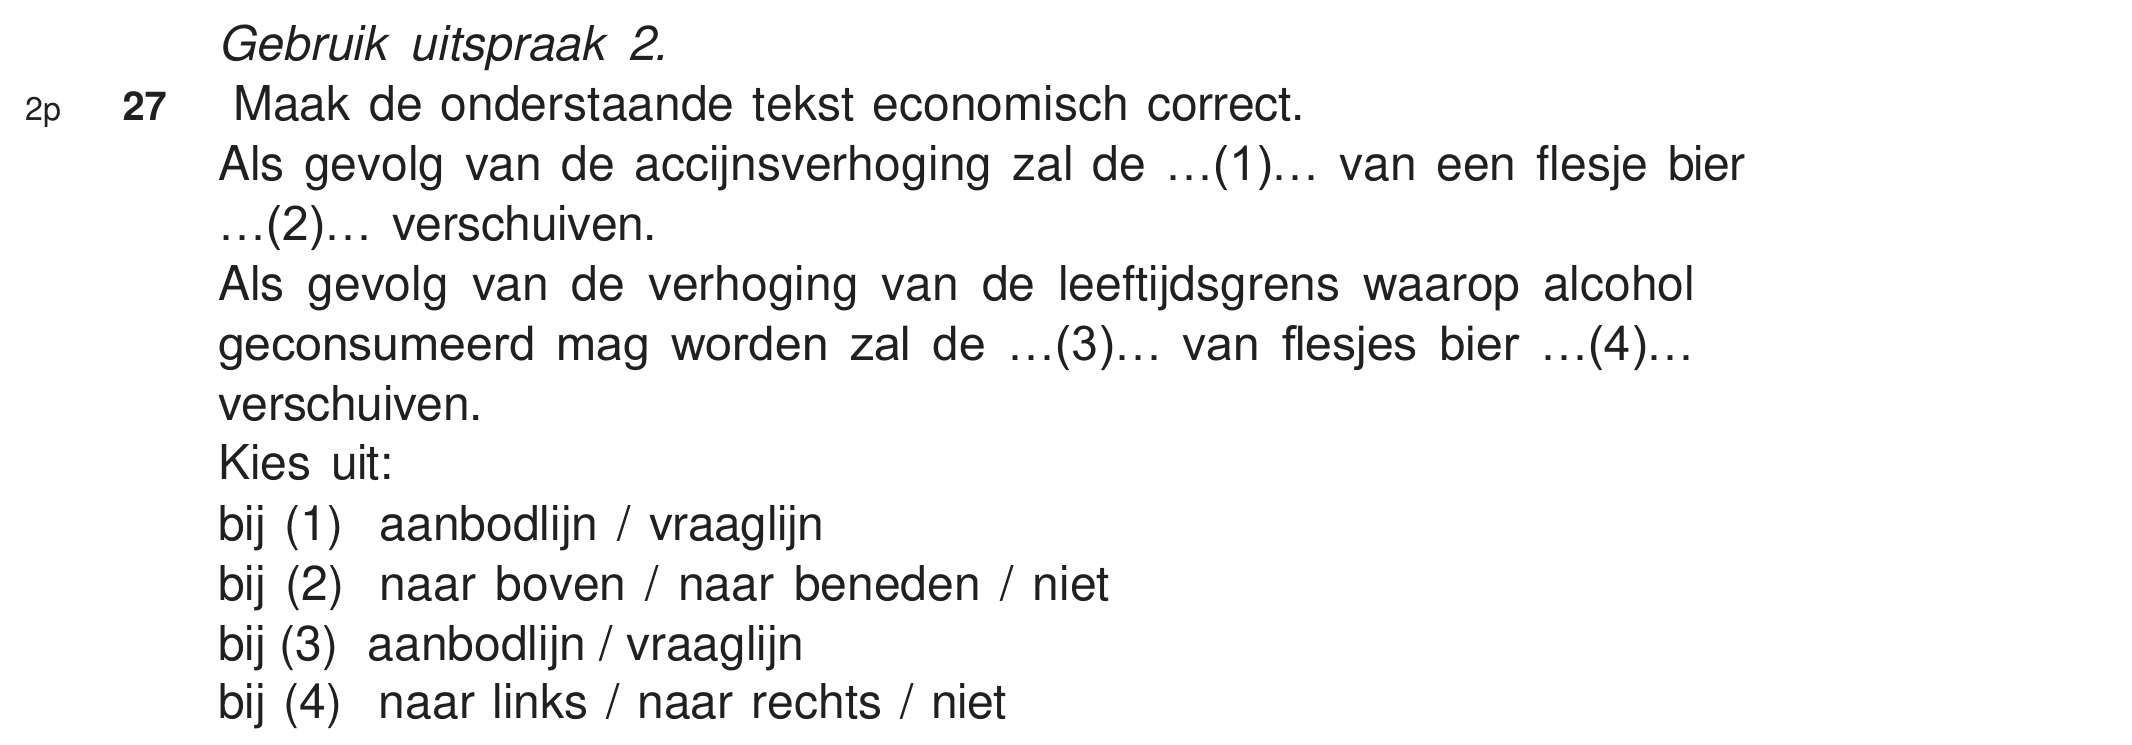 Gebruik uitspraak 2.
2p 27 Maak de onderstaande tekst economisch correct.
Als gevolg van de accijnsverhoging zal de …(1)… van een flesje bier
…(2)… verschuiven.
Als gevolg van de verhoging van de leeftijdsgrens waarop alcohol
geconsumeerd mag worden zal de …(3)… van flesjes bier …(4)…
verschuiven.
Kies uit:
bij (1) aanbodlijn / vraaglijn
bij (2) naar boven / naar beneden / niet
bij (3) aanbodlijn / vraaglijn
bij (4) naar links / naar rechts / niet